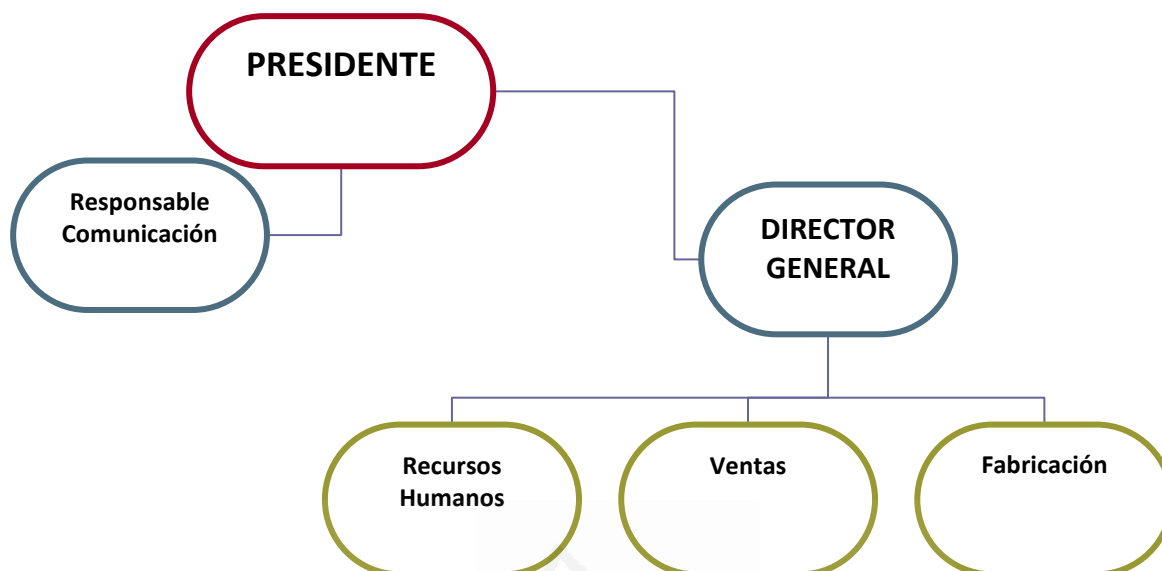 PRESIDENTE
Responsable
Comunicación
DIRECTOR
GENERAL
Recursos
Humanos
Ventas
Fabricación